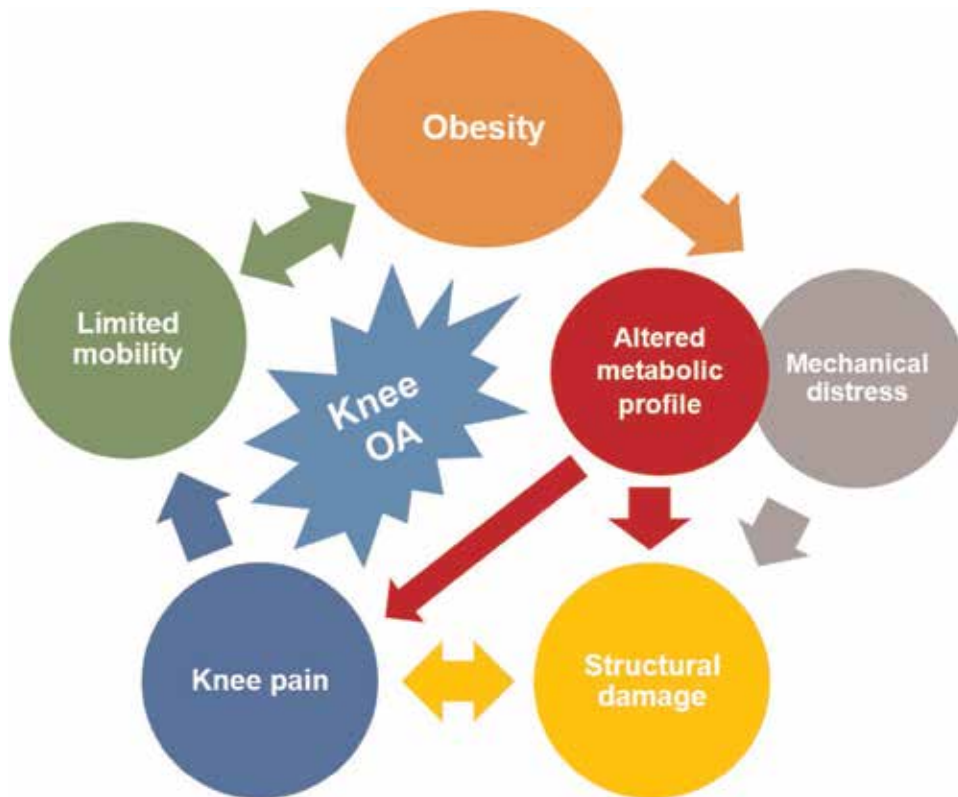 Obesity
Limited
mobility
Altered
metabolic
profile
Mechanical
distress
Knee
OA
Knee pain
Structural
damage